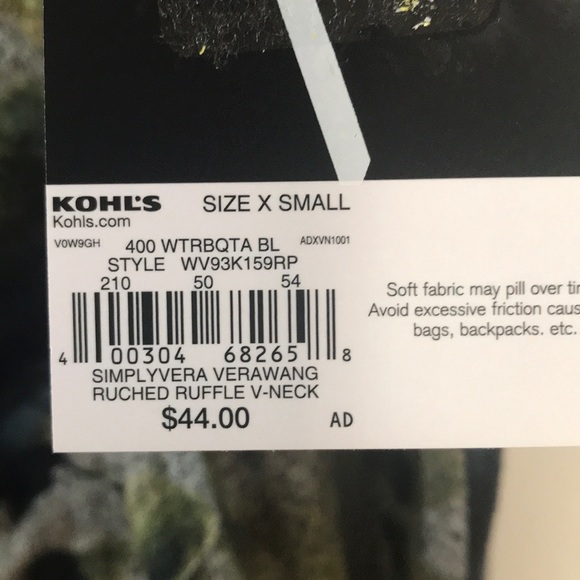 KOHL'S SIZE X SMALL
Kohls.com
V0W9GH 400 WTRBQTA BL ADXVN1001
STYLE WV93K159RP
210 50 54
4 00304 68265 8
SIMPLYVERA VERAWANG
RUCHED RUFFLE V-NECK
$44.00 AD
Soft fabric may pill over
Avoid excessive friction
bags, backpacks. etc.